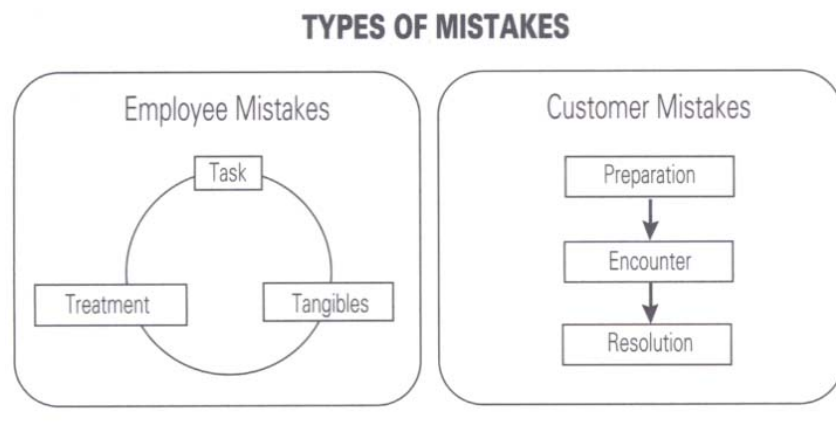 TYPES OF MISTAKES
Employee Mistakes
Task
Treatment
Tangibles
Customer Mistakes
Preparation
Encounter
Resolution